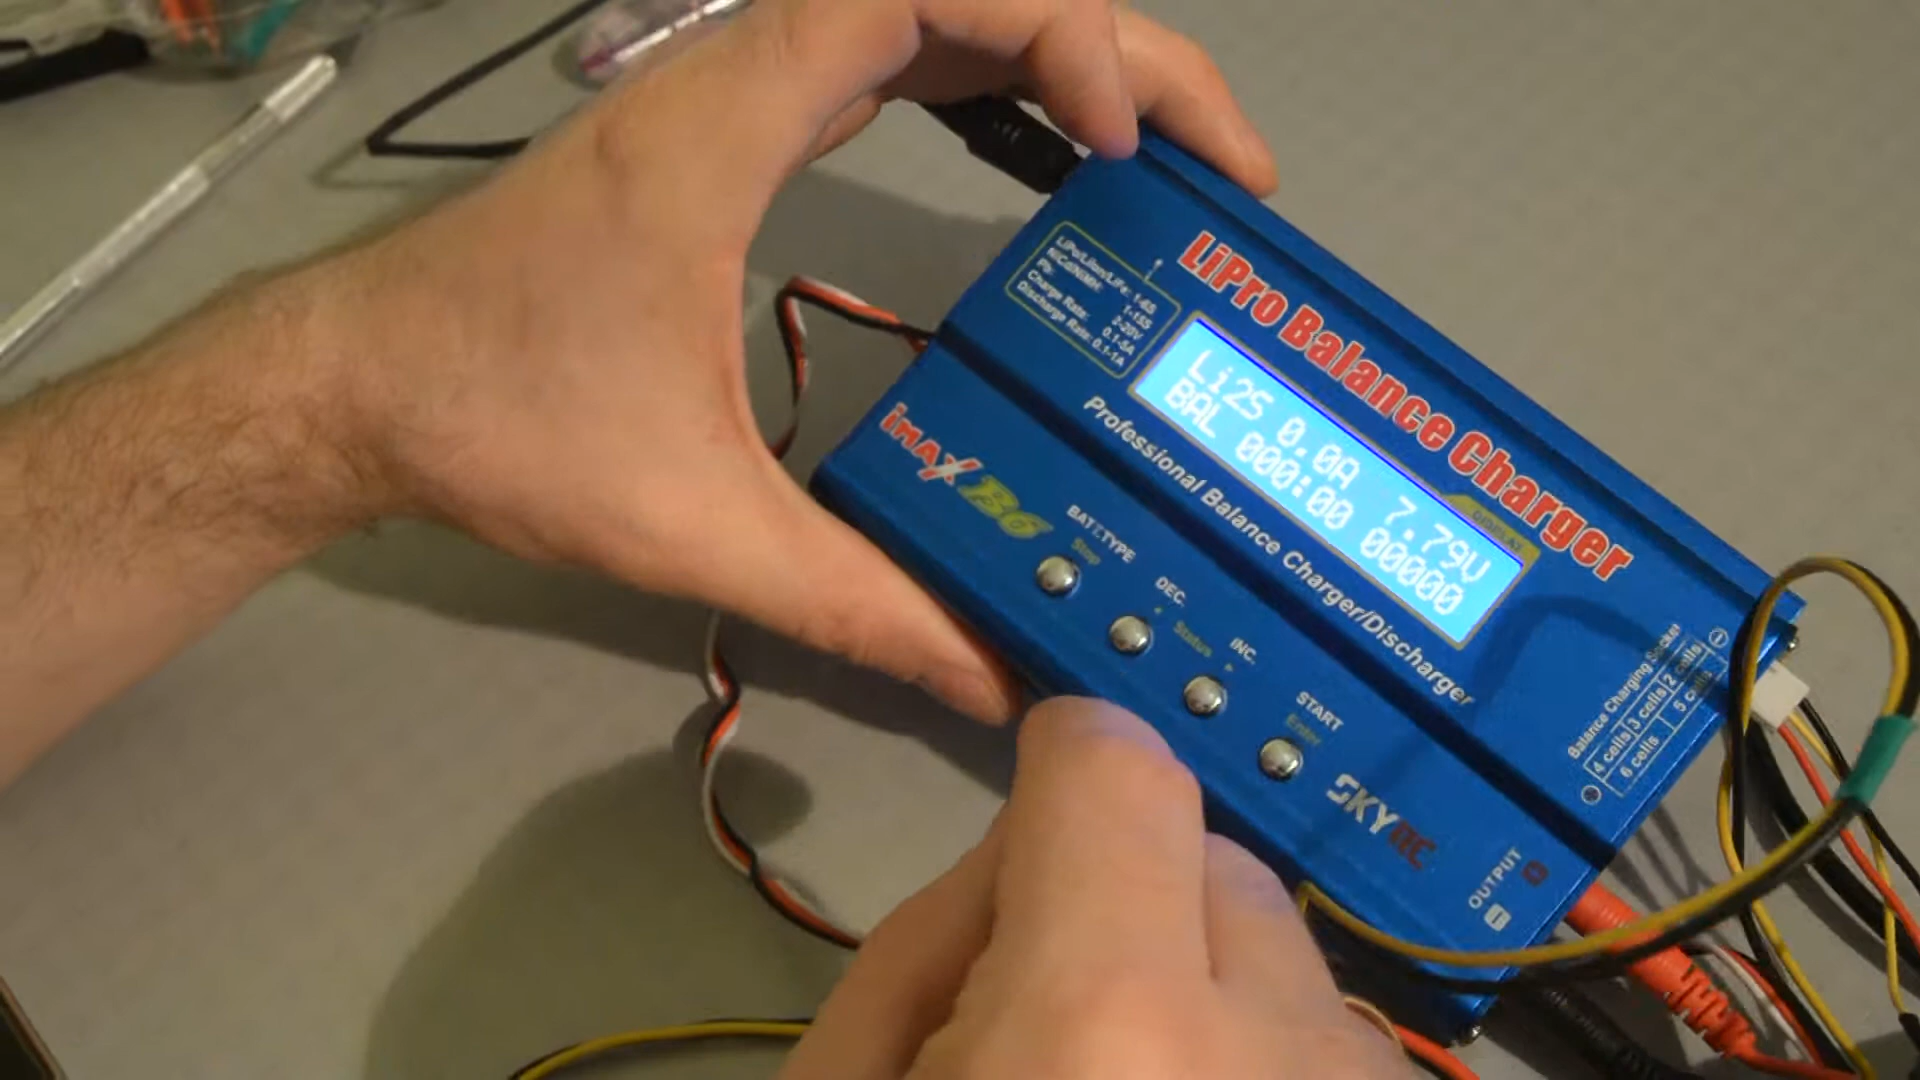 LiPro Balance Charger
LiPo/LiIon/LiFe: 1-6S
NiCd/NiMH: 1-15S
Pb: 2-20V
Charge Rate: 0.1-5A
Discharge Rate: 0.1-1A
Li2S 0.0A 7.79V
BAL 000:00 00000
DISPLAY
Professional Balance Charger/Discharger
iMAX B6
BATT.TYPE
Stop
DEC.
Status
INC.
START
Enter
SKYRC
Balance Charging Socket
4 cells 3 cells 2 cells
6 cells 5 cells
OUTPUT